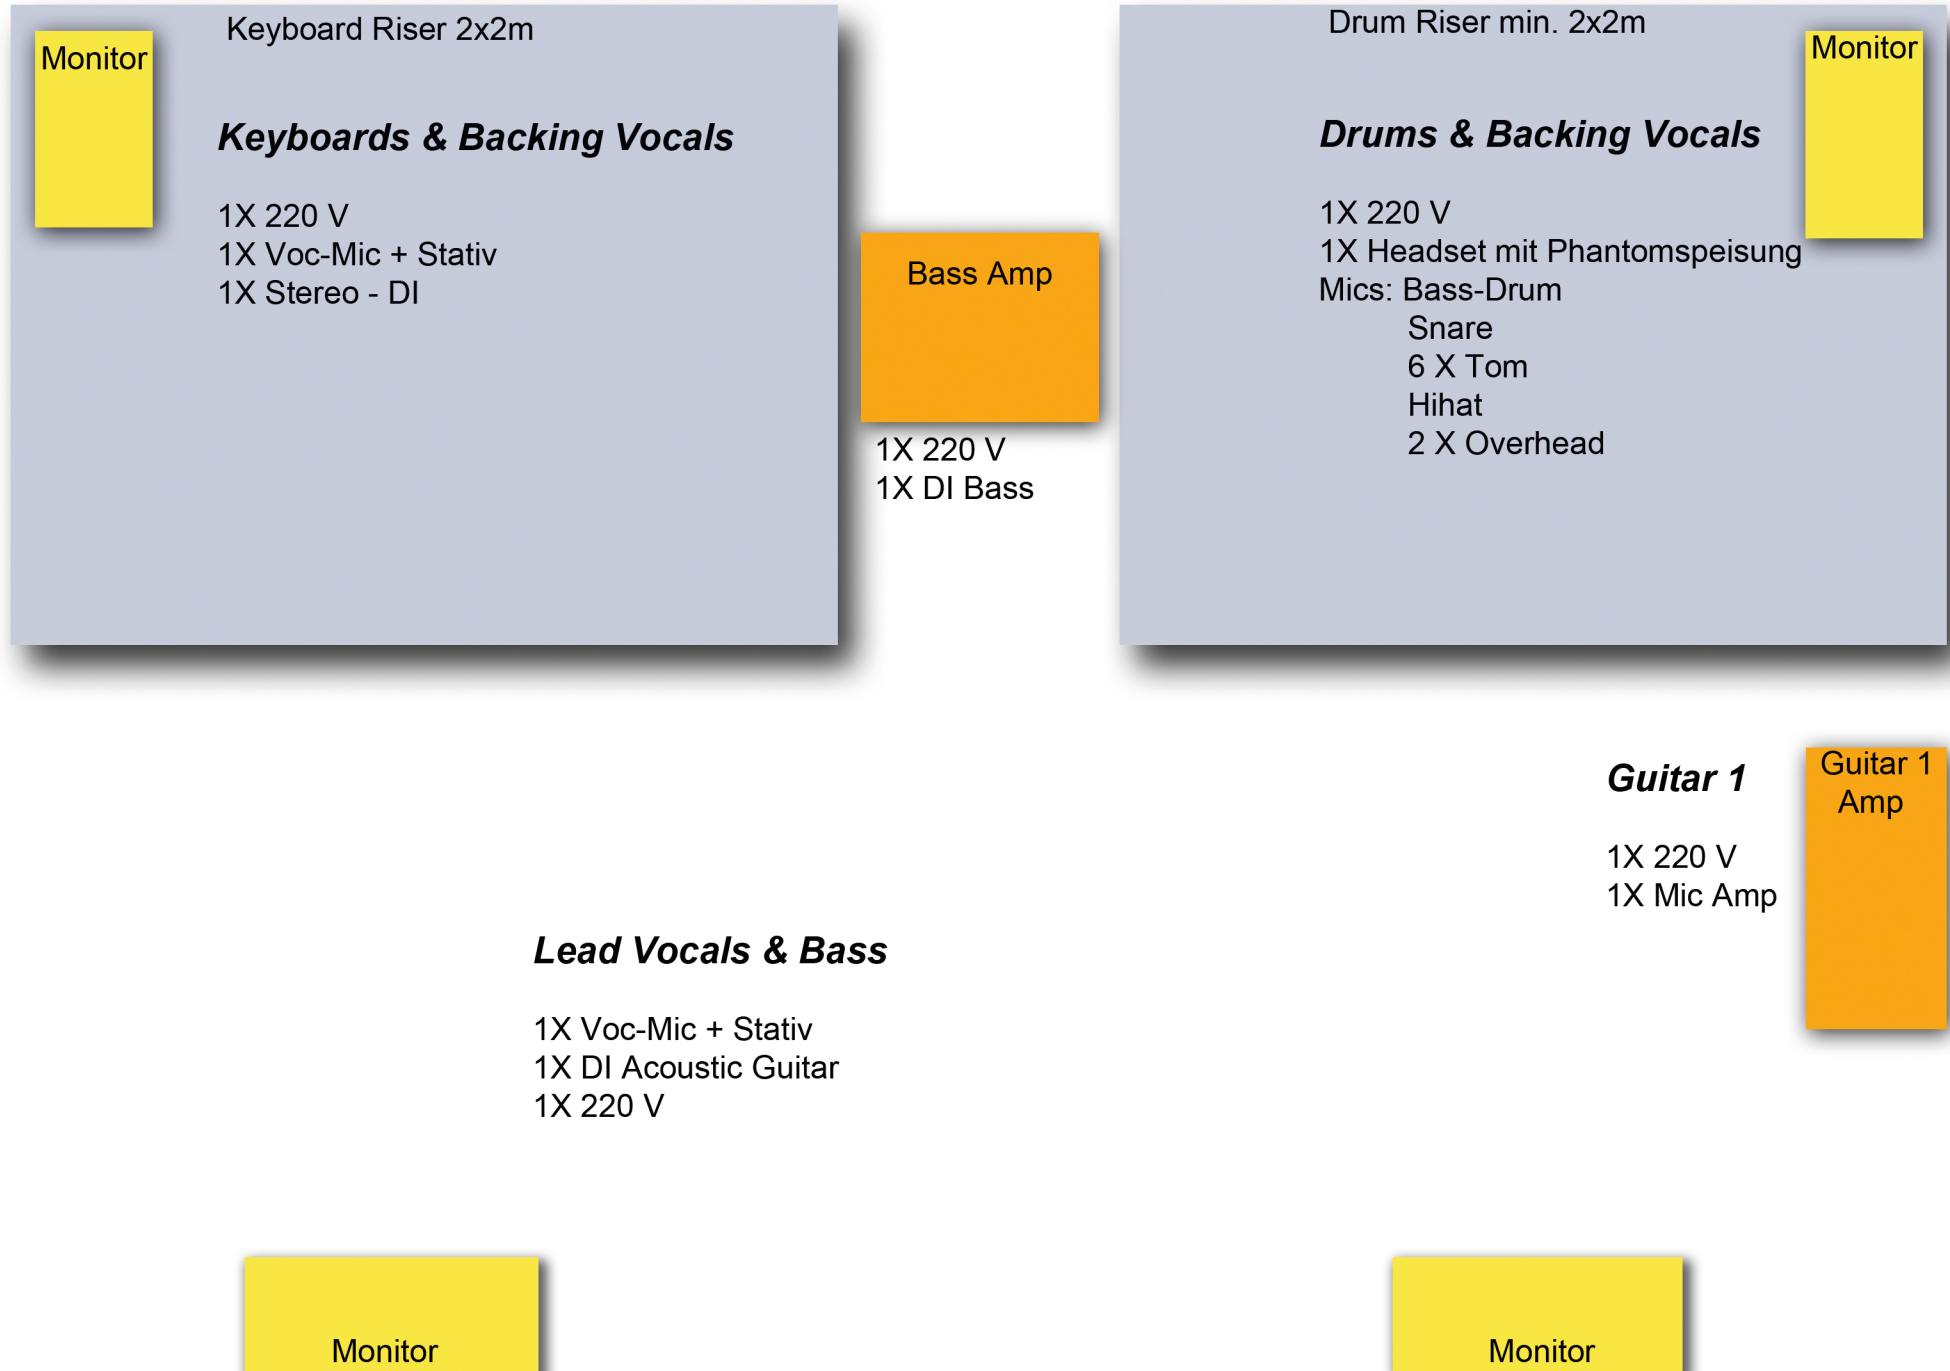 Keyboard Riser 2x2m
Monitor
Keyboards & Backing Vocals
1X 220 V
1X Voc-Mic + Stativ
1X Stereo - DI
Bass Amp
1X 220 V
1X DI Bass
Drum Riser min. 2x2m
Monitor
Drums & Backing Vocals
1X 220 V
1X Headset mit Phantomspeisung
Mics: Bass-Drum
Snare
6 X Tom
Hihat
2 X Overhead
Guitar 1
1X 220 V
1X Mic Amp
Guitar 1
Amp
Lead Vocals & Bass
1X Voc-Mic + Stativ
1X DI Acoustic Guitar
1X 220 V
Monitor
Monitor